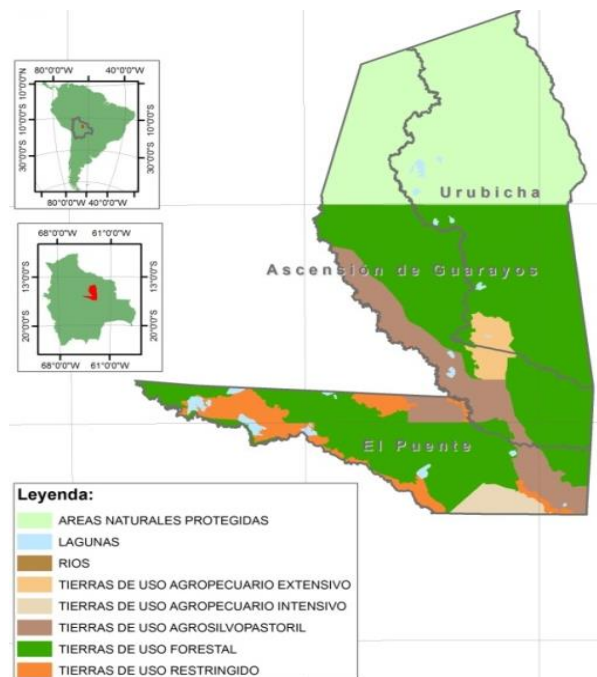 80°0'0"W 40°0'0"W
10°0'0"N
10°0'0"S
10°0'0"S
30°0'0"S
30°0'0"S
80°0'0"W 40°0'0"W
68°0'0"W 61°0'0"W
13°0'0"S
13°0'0"S
20°0'0"S
20°0'0"S
68°0'0"W 61°0'0"W
Urubicha
Ascensión de Guarayos
El Puente
Leyenda:
AREAS NATURALES PROTEGIDAS
LAGUNAS
RIOS
TIERRAS DE USO AGROPECUARIO EXTENSIVO
TIERRAS DE USO AGROPECUARIO INTENSIVO
TIERRAS DE USO AGROSILVOPASTORIL
TIERRAS DE USO FORESTAL
TIERRAS DE USO RESTRINGIDO